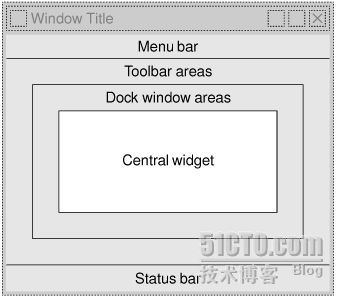 Window Title
Menu bar
Toolbar areas
Dock window areas
Central widget
51CTO.com
技术博客 Blog
Status bar